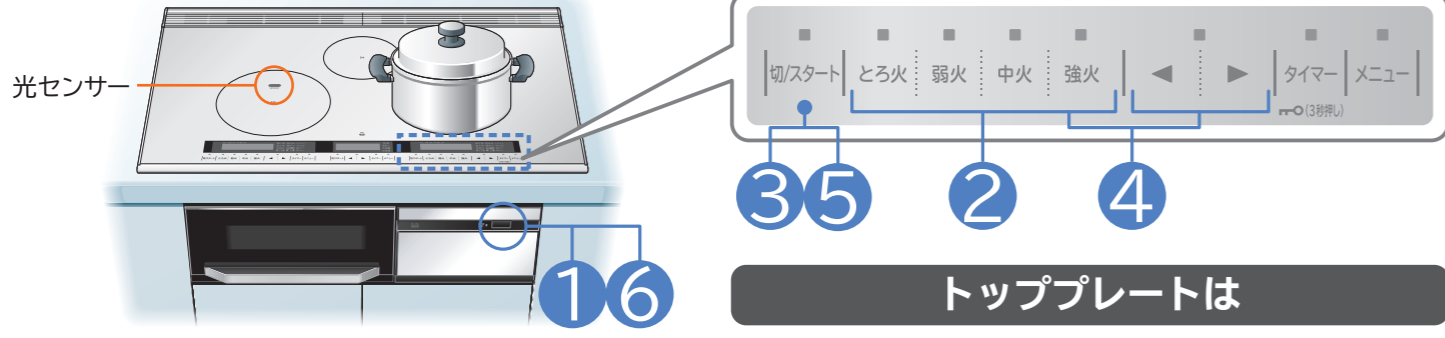 光センサー
切/スタート
とろ火
弱火
中火
強火
◀
▶
タイマー
メニュー
(3秒押し)
3
5
2
4
1
6
トッププレートは